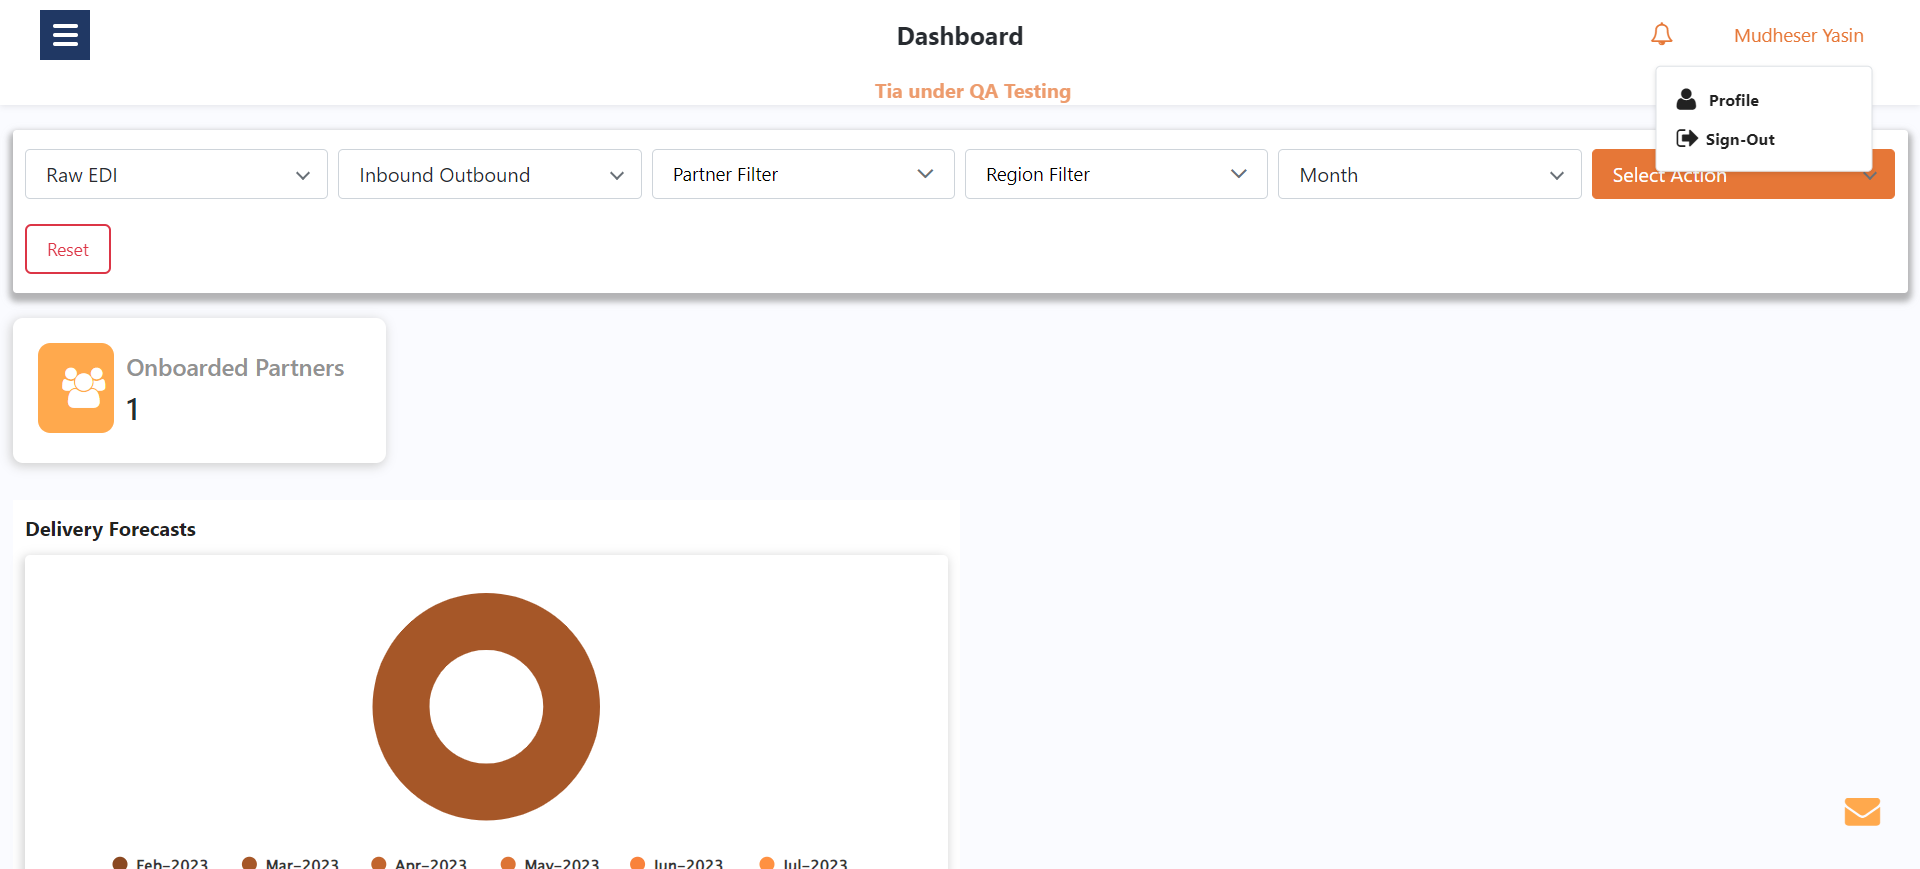 Dashboard
Mudheser Yasin
Tia under QA Testing
Profile
Sign-Out
Raw EDI
Inbound Outbound
Partner Filter
Region Filter
Month
Select Action
Reset
Onboarded Partners
1
Delivery Forecasts
Feb-2023 Mar-2023 Apr-2023 May-2023 Jun-2023 Jul-2023